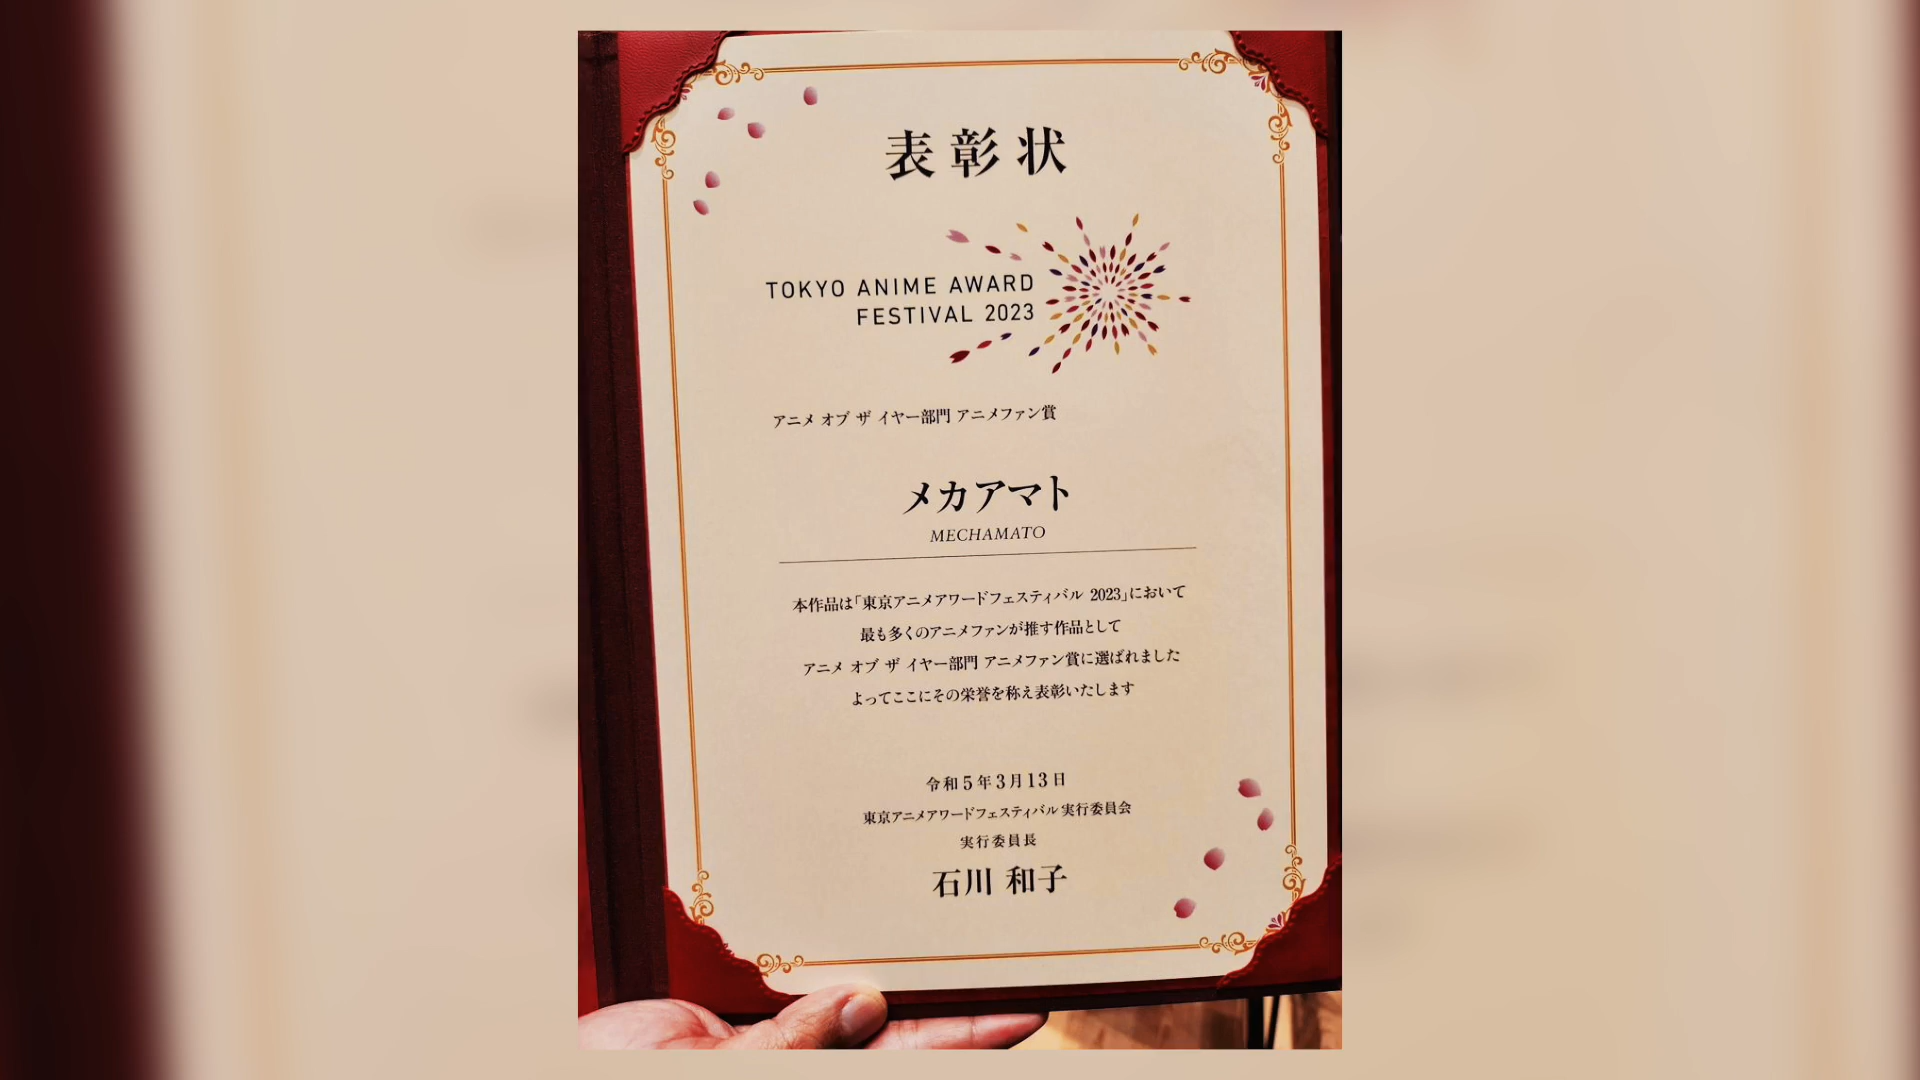 表彰状
TOKYO ANIME AWARD
FESTIVAL 2023
アニメ オブ ザ イヤー部門 アニメファン賞
メカアマト
MECHAMATO
本作品は「東京アニメアワードフェスティバル 2023」において
最も多くのアニメファンが推す作品として
アニメ オブ ザ イヤー部門 アニメファン賞に選ばれました
よってここにその栄誉を称え表彰いたします
令和5年3月13日
東京アニメアワードフェスティバル実行委員会
実行委員長
石川 和子